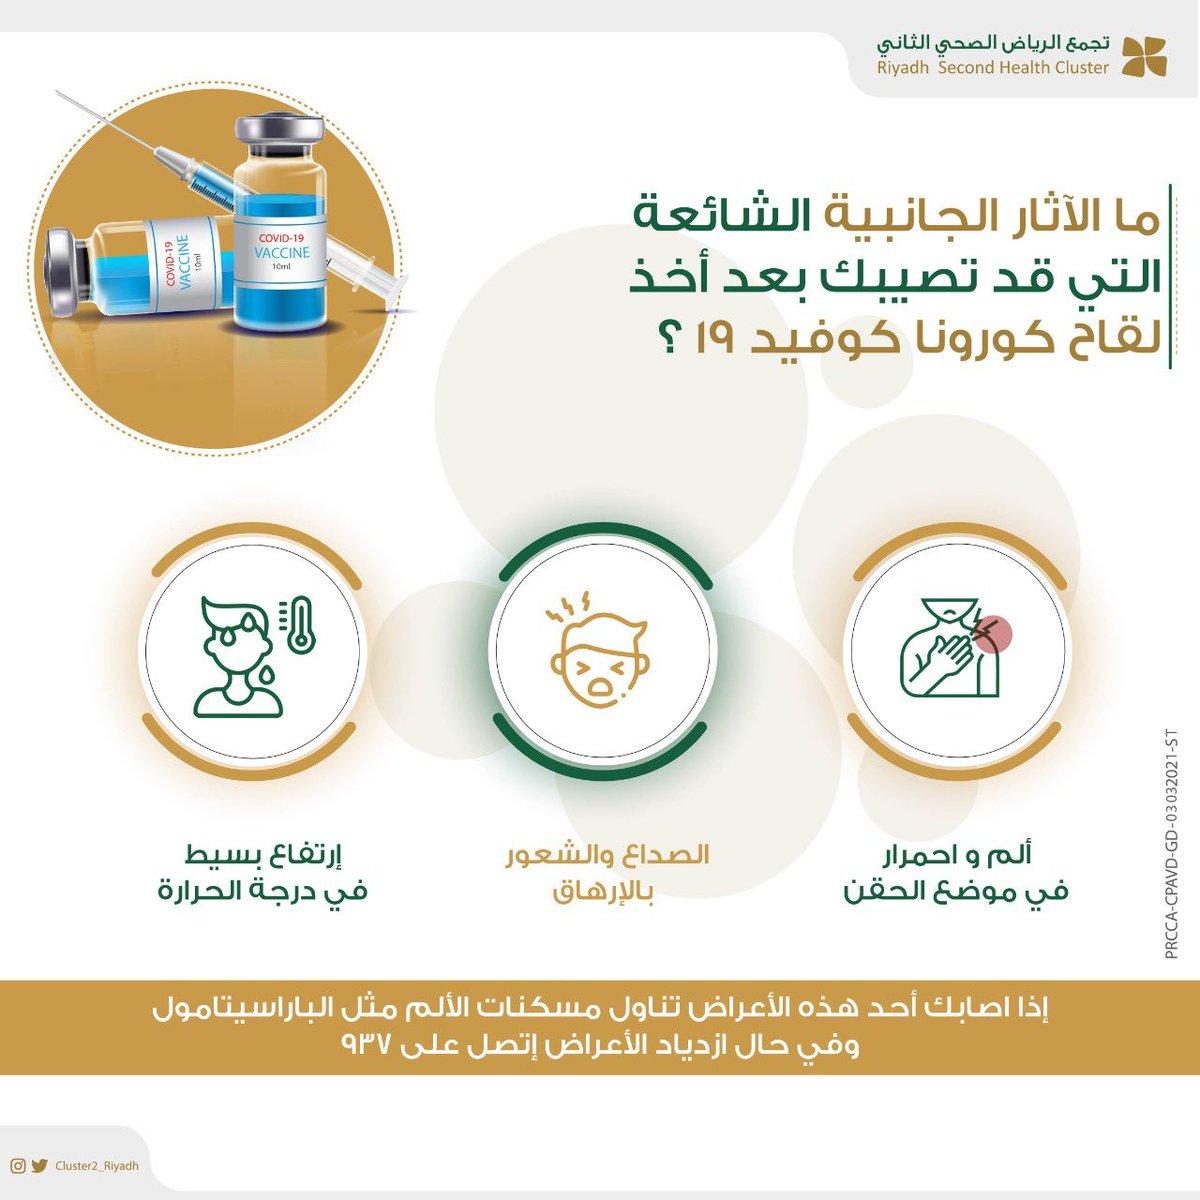 تجمع الرياض الصحي الثاني
Riyadh Second Health Cluster
ما الآثار الجانبية الشائعة
التي قد تصيبك بعد أخذ
لقاح كورونا كوفيد ١٩ ؟
COVID-19
VACCINE
10ml
COVID-19
VACCINE
10ml
ألم و احمرار
في موضع الحقن
الصداع والشعور
بالإرهاق
إرتفاع بسيط
في درجة الحرارة
إذا اصابك أحد هذه الأعراض تناول مسكنات الألم مثل الباراسيتامول
وفي حال ازدياد الأعراض إتصل على ٩٣٧
PRCCA-CPAVD-GD-03032021-ST
Cluster2_Riyadh